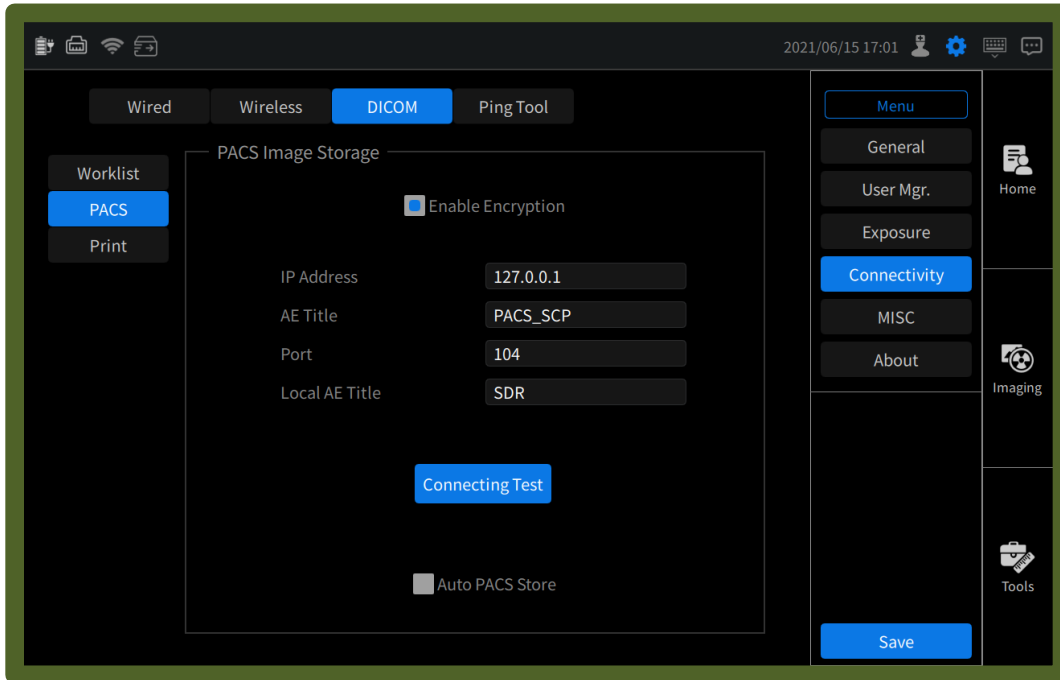 2021/06/15 17:01
Wired Wireless DICOM Ping Tool
Worklist
PACS
Print
PACS Image Storage
Enable Encryption
IP Address 127.0.0.1
AE Title PACS_SCP
Port 104
Local AE Title SDR
Connecting Test
Auto PACS Store
Menu
General
User Mgr.
Exposure
Connectivity
MISC
About
Save
Home
Imaging
Tools